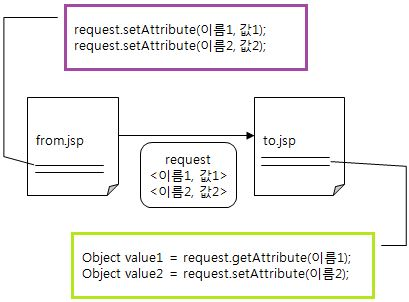 request.setAttribute(이름1, 값1);
request.setAttribute(이름2, 값2);
from.jsp
to.jsp
request
<이름1, 값1>
<이름2, 값2>
Object value1 = request.getAttribute(이름1);
Object value2 = request.setAttribute(이름2);